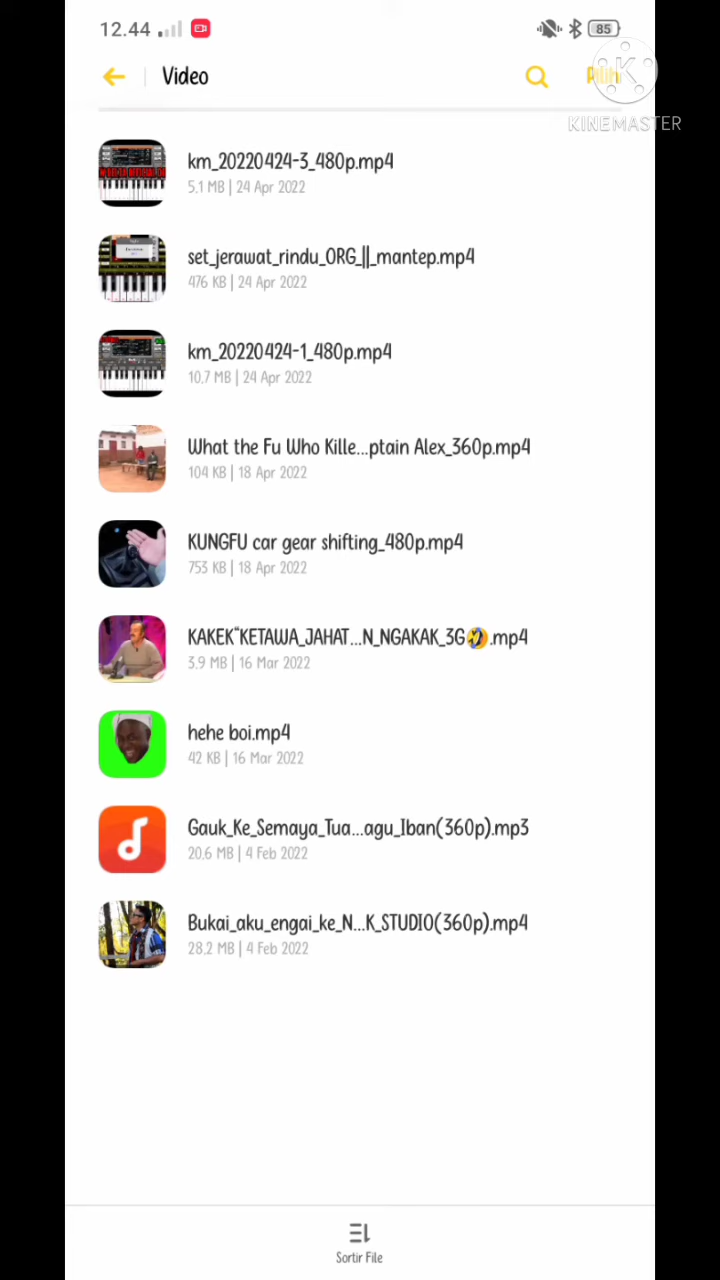 12.44
85
Video
KINEMASTER
km_20220424-3_480p.mp4
5,1 MB | 24 Apr 2022
set_jerawat_rindu_ORG_||_mantep.mp4
476 KB | 24 Apr 2022
km_20220424-1_480p.mp4
10,7 MB | 24 Apr 2022
What the Fu Who Kille...ptain Alex_360p.mp4
104 KB | 18 Apr 2022
KUNGFU car gear shifting_480p.mp4
753 KB | 18 Apr 2022
KAKEK"KETAWA_JAHAT...N_NGAKAK_3G🤣.mp4
3,9 MB | 16 Mar 2022
hehe boi.mp4
42 KB | 16 Mar 2022
Gauk_Ke_Semaya_Tua...agu_Iban(360p).mp3
20,6 MB | 4 Feb 2022
Bukai_aku_engai_ke_N...K_STUDIO(360p).mp4
28,2 MB | 4 Feb 2022
Sortir File